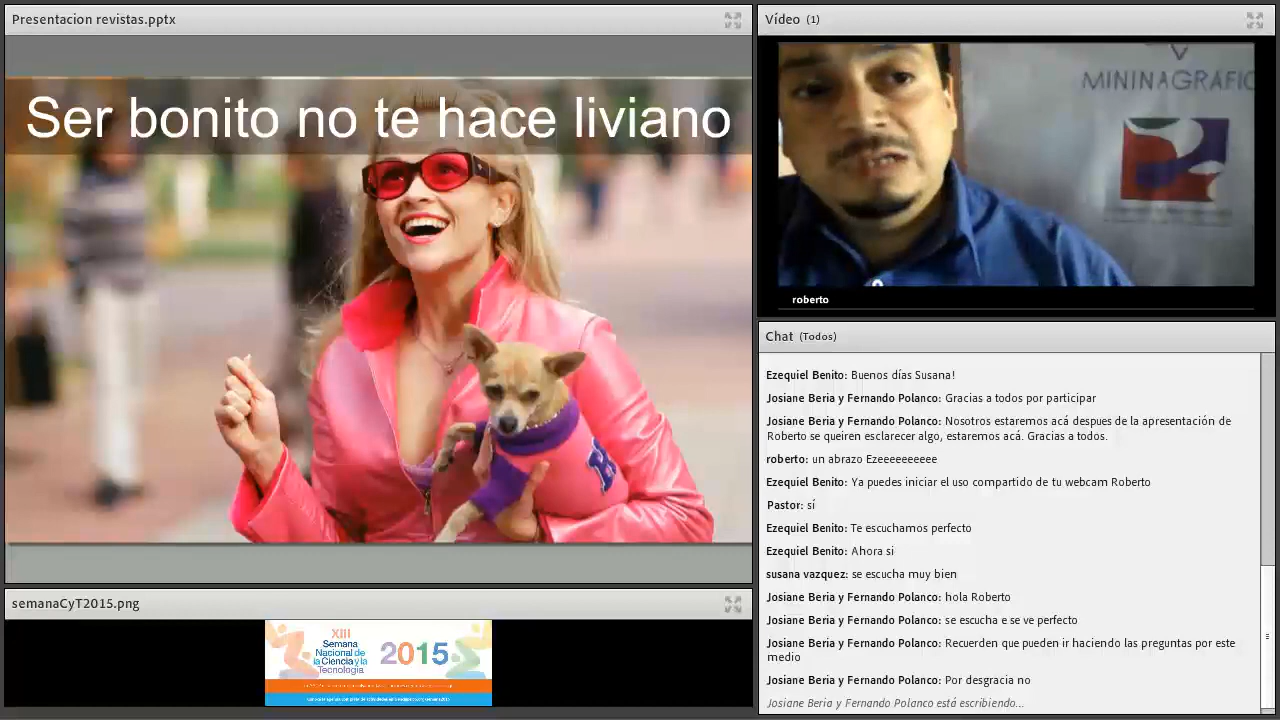 Presentacion revistas.pptx
Ser bonito no te hace liviano
B
semanaCyT2015.png
XIII
Semana
Nacional de
la Ciencia y la
Tecnología
2015
Vídeo (1)
MININAGRAFIC
roberto
Chat (Todos)
Ezequiel Benito: Buenos días Susana!
Josiane Beria y Fernando Polanco: Gracias a todos por participar
Josiane Beria y Fernando Polanco: Nosotros estaremos acá despues de la apresentación de
Roberto se queiren esclarecer algo, estaremos acá. Gracias a todos.
roberto: un abrazo Ezeeeeeeeeee
Ezequiel Benito: Ya puedes iniciar el uso compartido de tu webcam Roberto
Pastor: sí
Ezequiel Benito: Te escuchamos perfecto
Ezequiel Benito: Ahora si
susana vazquez: se escucha muy bien
Josiane Beria y Fernando Polanco: hola Roberto
Josiane Beria y Fernando Polanco: se escucha e se ve perfecto
Josiane Beria y Fernando Polanco: Recuerden que pueden ir haciendo las preguntas por este
medio
Josiane Beria y Fernando Polanco: Por desgracia no
Josiane Beria y Fernando Polanco está escribiendo...